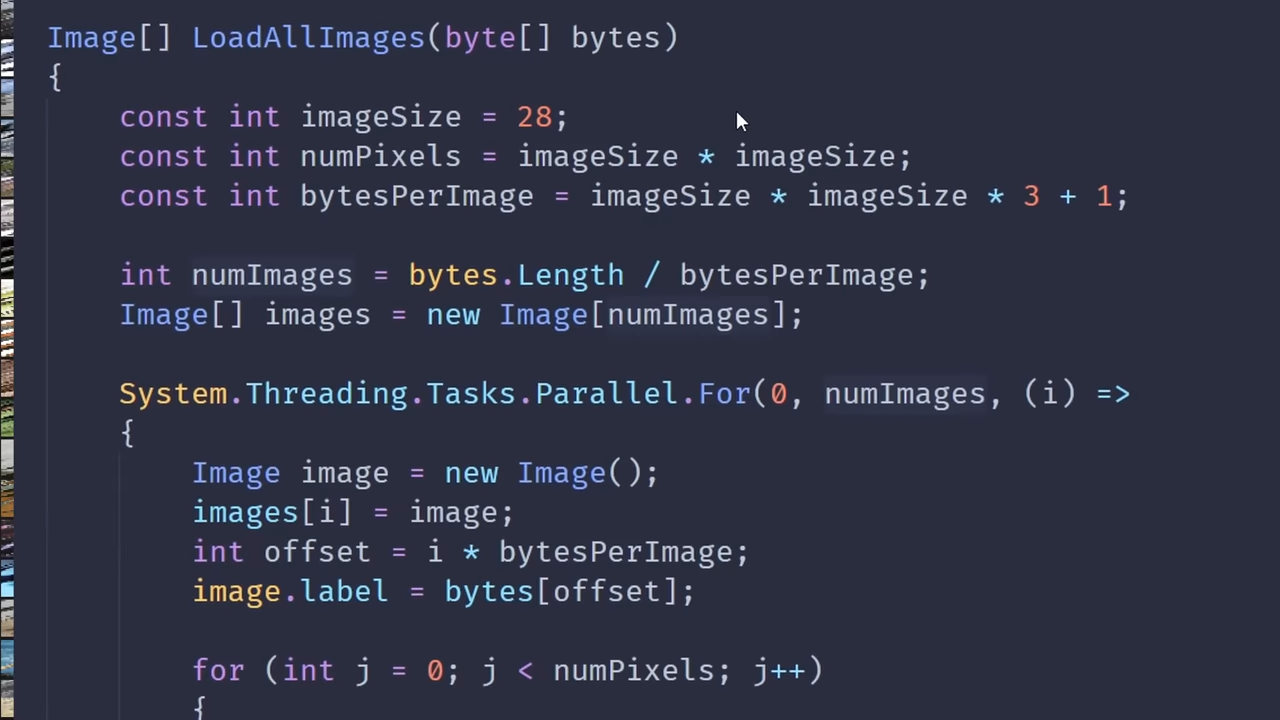 Image[] LoadAllImages(byte[] bytes)
{
const int imageSize = 28;
const int numPixels = imageSize * imageSize;
const int bytesPerImage = imageSize * imageSize * 3 + 1;
int numImages = bytes.Length / bytesPerImage;
Image[] images = new Image[numImages];
System.Threading.Tasks.Parallel.For(0, numImages, (i) =>
{
Image image = new Image();
images[i] = image;
int offset = i * bytesPerImage;
image.label = bytes[offset];
for (int j = 0; j < numPixels; j++)
{